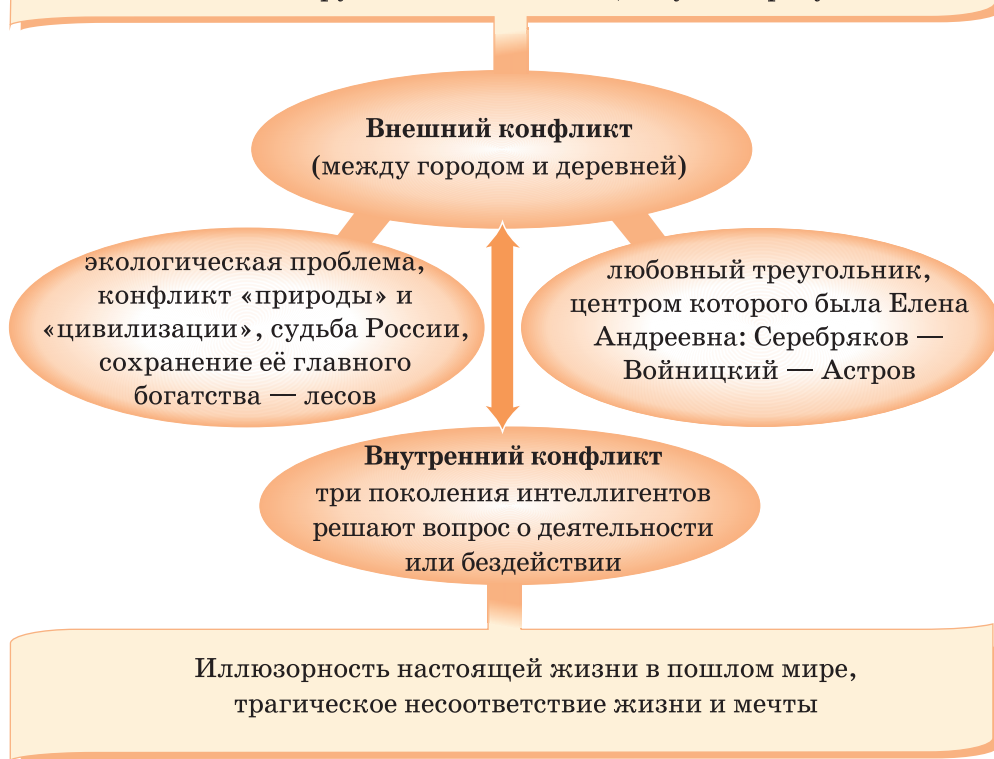 Внешний конфликт
(между городом и деревней)
экологическая проблема,
конфликт «природы» и
«цивилизации», судьба России,
сохранение её главного
богатства — лесов
любовный треугольник,
центром которого была Елена
Андреевна: Серебряков —
Войницкий — Астров
Внутренний конфликт
три поколения интеллигентов
решают вопрос о деятельности
или бездействии
Иллюзорность настоящей жизни в пошлом мире,
трагическое несоответствие жизни и мечты